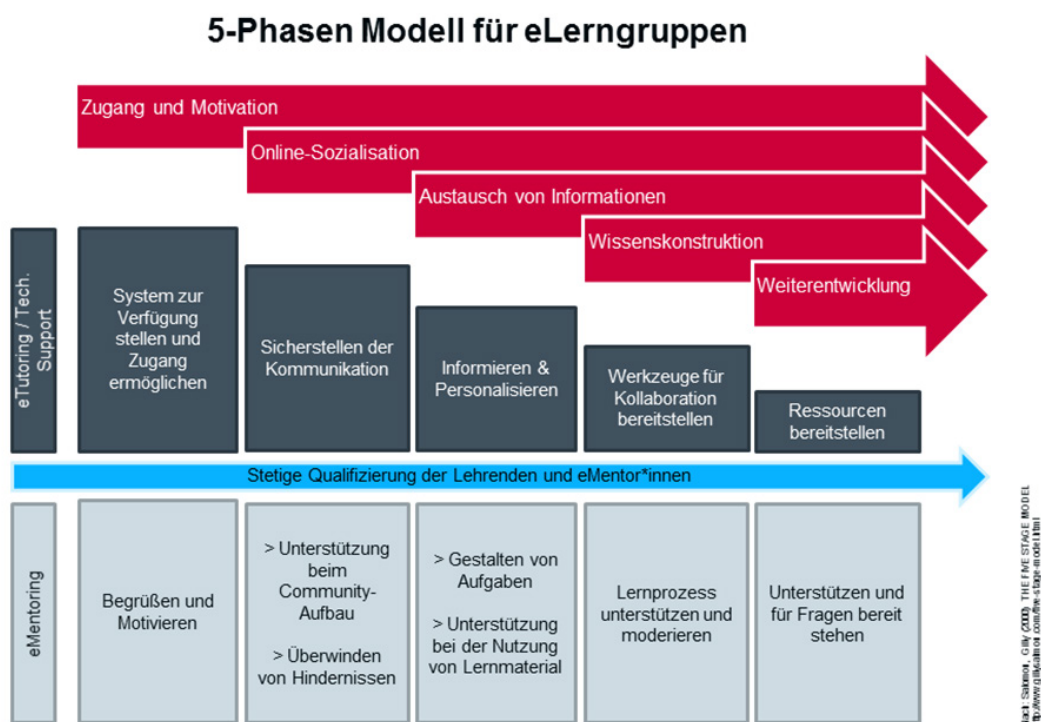 5-Phasen Modell für eLerngruppen
Zugang und Motivation
Online-Sozialisation
Austausch von Informationen
Wissenskonstruktion
Weiterentwicklung
eTutoring / Tech.
Support
System zur
Verfügung
stellen und
Zugang
ermöglichen
Sicherstellen der
Kommunikation
Informieren &
Personalisieren
Werkzeuge für
Kollaboration
bereitstellen
Ressourcen
bereitstellen
Stetige Qualifizierung der Lehrenden und eMentor*innen
eMentoring
Begrüßen und
Motivieren
> Unterstützung
beim
Community-
Aufbau
> Überwinden
von Hindernissen
> Gestalten von
Aufgaben
> Unterstützung
bei der Nutzung
von Lernmaterial
Lernprozess
unterstützen und
moderieren
Unterstützen und
für Fragen bereit
stehen
Salomon, Gilly (2000), THE FIVE STAGE MODEL